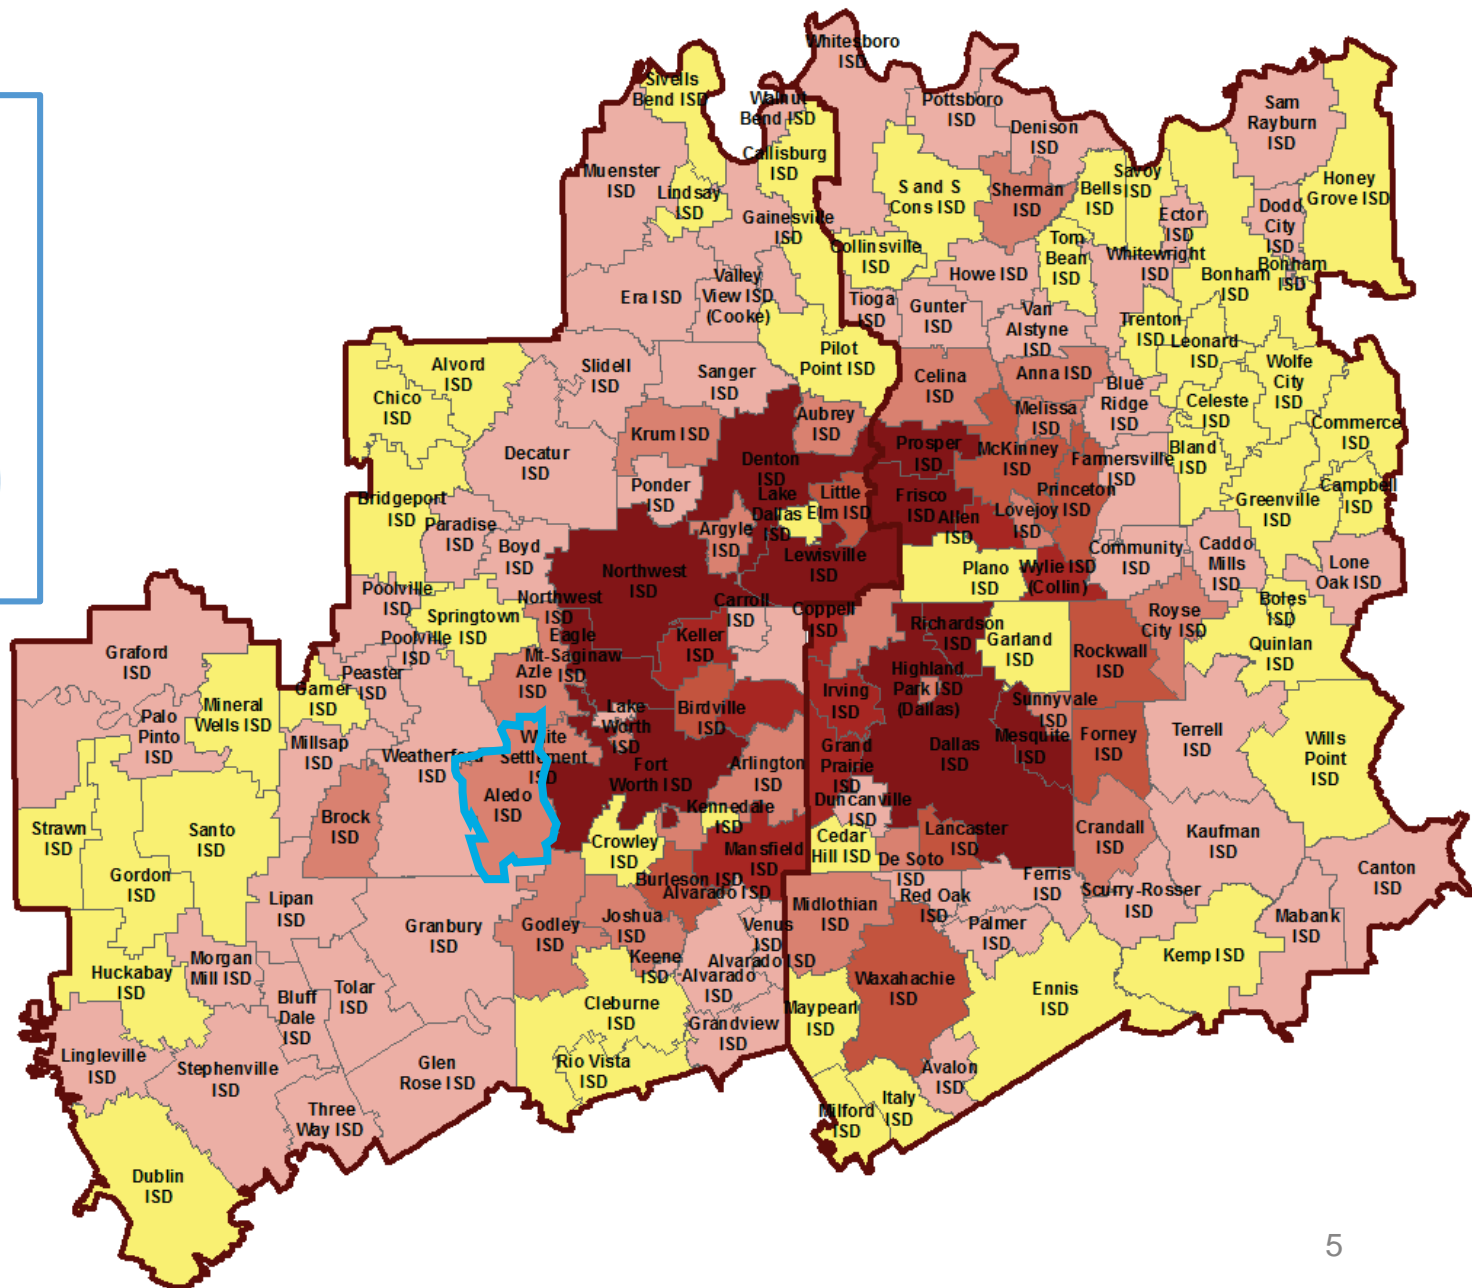 Whitesboro
ISD
Sivells
Bend ISD
Walnut
Bend ISD
Pottsboro
ISD
Denison
ISD
Sam
Rayburn
ISD
Callisburg
ISD
Muenster
ISD
Lindsay
ISD
S and S
Cons ISD
Sherman
ISD
Bells
ISD
Savoy
ISD
Honey
Grove ISD
Gainesville
ISD
Ector
ISD
Dodd
City
ISD
Collinsville
ISD
Tom
Bean
ISD
Howe ISD
Whitewright
ISD
Bonham
ISD
Bonham
ISD
Era ISD
Valley
View ISD
(Cooke)
Tioga
ISD
Gunter
ISD
Van
Alstyne
ISD
Trenton
ISD
Leonard
ISD
Wolfe
City
ISD
Pilot
Point ISD
Alvord
ISD
Slidell
ISD
Sanger
ISD
Celina
ISD
Anna ISD
Blue
Ridge
ISD
Chico
ISD
Celeste
ISD
Commerce
ISD
Aubrey
ISD
Melissa
ISD
Krum ISD
Decatur
ISD
Prosper
ISD
McKinney
ISD
Farmersville
ISD
Bland
ISD
Denton
ISD
Ponder
ISD
Lake
Dallas
ISD
Little
Elm ISD
Frisco
ISD
Allen
ISD
Lovejoy
ISD
Princeton
ISD
Greenville
ISD
Campbell
ISD
Bridgeport
ISD
Paradise
ISD
Boyd
ISD
Argyle
ISD
Lewisville
ISD
Plano
ISD
Wylie ISD
(Collin)
Community
ISD
Caddo
Mills
ISD
Lone
Oak ISD
Northwest
ISD
Northwest
ISD
Poolville
ISD
Springtown
ISD
Poolville
ISD
Carroll
ISD
Coppell
ISD
Richardson
ISD
Garland
ISD
Royse
City ISD
Boles
ISD
Quinlan
ISD
Eagle
Mt-Saginaw
ISD
Keller
ISD
Rockwall
ISD
Graford
ISD
Peaster
ISD
Azle
ISD
Garner
ISD
Mineral
Wells ISD
Palo
Pinto
ISD
Millsap
ISD
Weatherford
ISD
White
Settlement
ISD
Lake
Worth
ISD
Birdville
ISD
Irving
ISD
Highland
Park ISD
(Dallas)
Sunnyvale
ISD
Mesquite
ISD
Forney
ISD
Terrell
ISD
Wills
Point
ISD
Fort
Worth ISD
Arlington
ISD
Grand
Prairie
ISD
Dallas
ISD
Aledo
ISD
Kennedale
ISD
Duncanville
ISD
Strawn
ISD
Santo
ISD
Brock
ISD
Crowley
ISD
Mansfield
ISD
Cedar
Hill ISD
Lancaster
ISD
Crandall
ISD
Kaufman
ISD
Canton
ISD
Gordon
ISD
Lipan
ISD
Burleson ISD
Alvarado ISD
De Soto
ISD
Red Oak
ISD
Ferris
ISD
Scurry-Rosser
ISD
Mabank
ISD
Granbury
ISD
Godley
ISD
Joshua
ISD
Venus
ISD
Midlothian
ISD
Palmer
ISD
Kemp ISD
Morgan
Mill ISD
Huckabay
ISD
Keene
ISD
Alvarado ISD
Alvarado
ISD
Waxahachie
ISD
Ennis
ISD
Bluff
Dale
ISD
Tolar
ISD
Cleburne
ISD
Grandview
ISD
Maypearl
ISD
Lingleville
ISD
Stephenville
ISD
Glen
Rose ISD
Rio Vista
ISD
Avalon
ISD
Three
Way ISD
Milford
ISD
Italy
ISD
Dublin
ISD
5